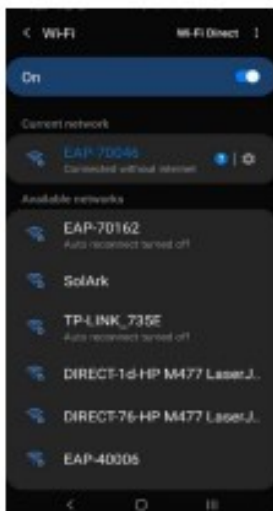 Wi-Fi
Wi-Fi Direct
On
Current network
EAP-70046
Connected without internet
Available networks
EAP-70162
Auto reconnect turned off
SolArk
TP-LINK_735E
Auto reconnect turned off
DIRECT-1d-HP M477 LaserJ..
DIRECT-76-HP M477 LaserJ..
EAP-40006